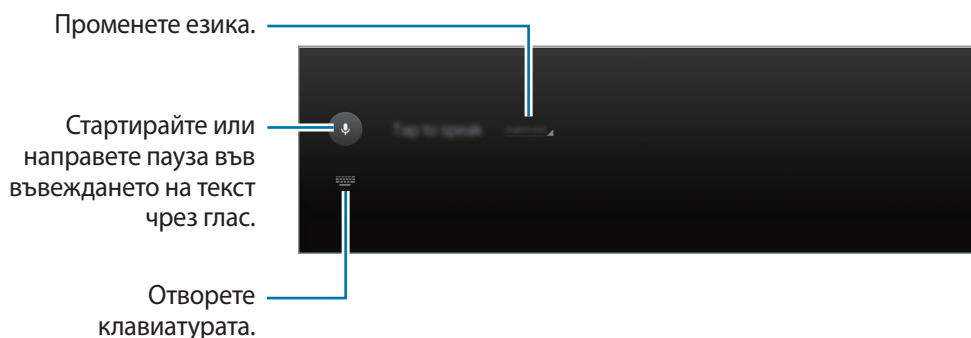 Променете езика.
Стартирайте или
направете пауза във
въвеждането на текст
чрез глас.
Tap to speak
Отворете
клавиатурата.